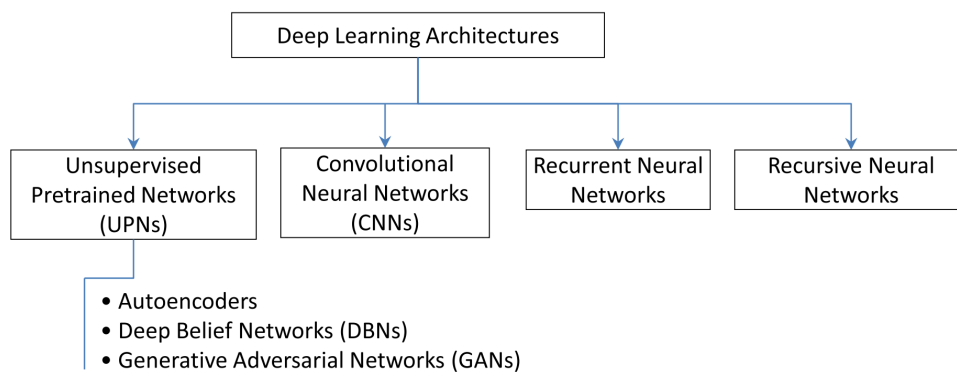 Deep Learning Architectures
Unsupervised
Pretrained Networks
(UPNs)
Convolutional
Neural Networks
(CNNs)
Recurrent Neural
Networks
Recursive Neural
Networks
• Autoencoders
• Deep Belief Networks (DBNs)
• Generative Adversarial Networks (GANs)